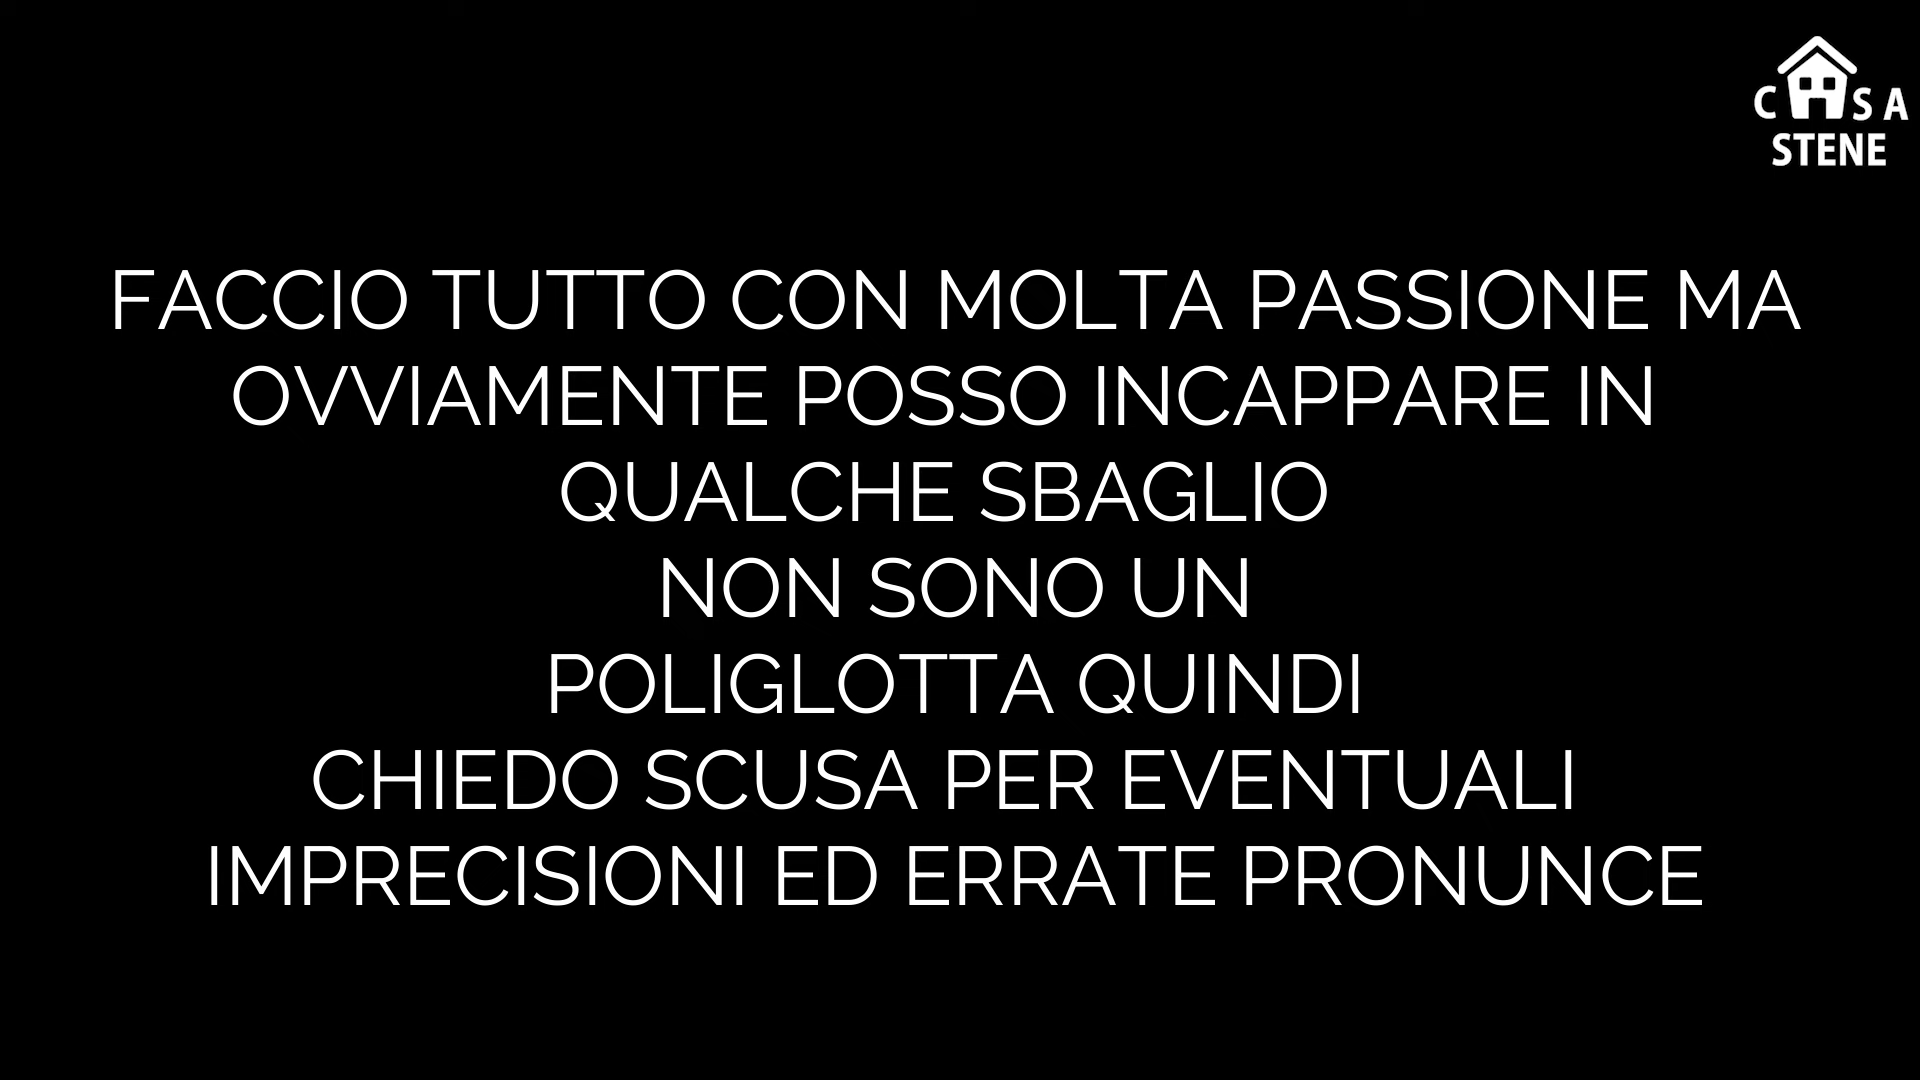 CASA
STENE
FACCIO TUTTO CON MOLTA PASSIONE MA
OVVIAMENTE POSSO INCAPPARE IN
QUALCHE SBAGLIO
NON SONO UN
POLIGLOTTA QUINDI
CHIEDO SCUSA PER EVENTUALI
IMPRECISIONI ED ERRATE PRONUNCE